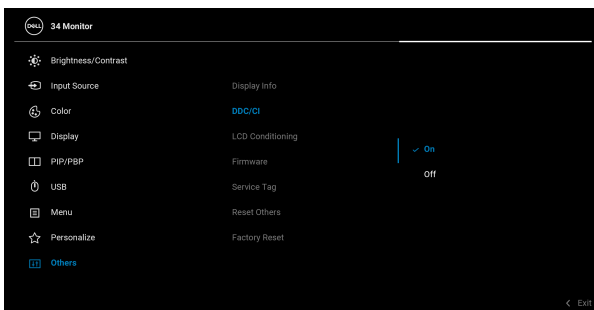 DELL 34 Monitor
Brightness/Contrast
Input Source
Color
Display
PIP/PBP
USB
Menu
Personalize
Others
Display Info
DDC/CI
LCD Conditioning
Firmware
Service Tag
Reset Others
Factory Reset
On
Off
Exit